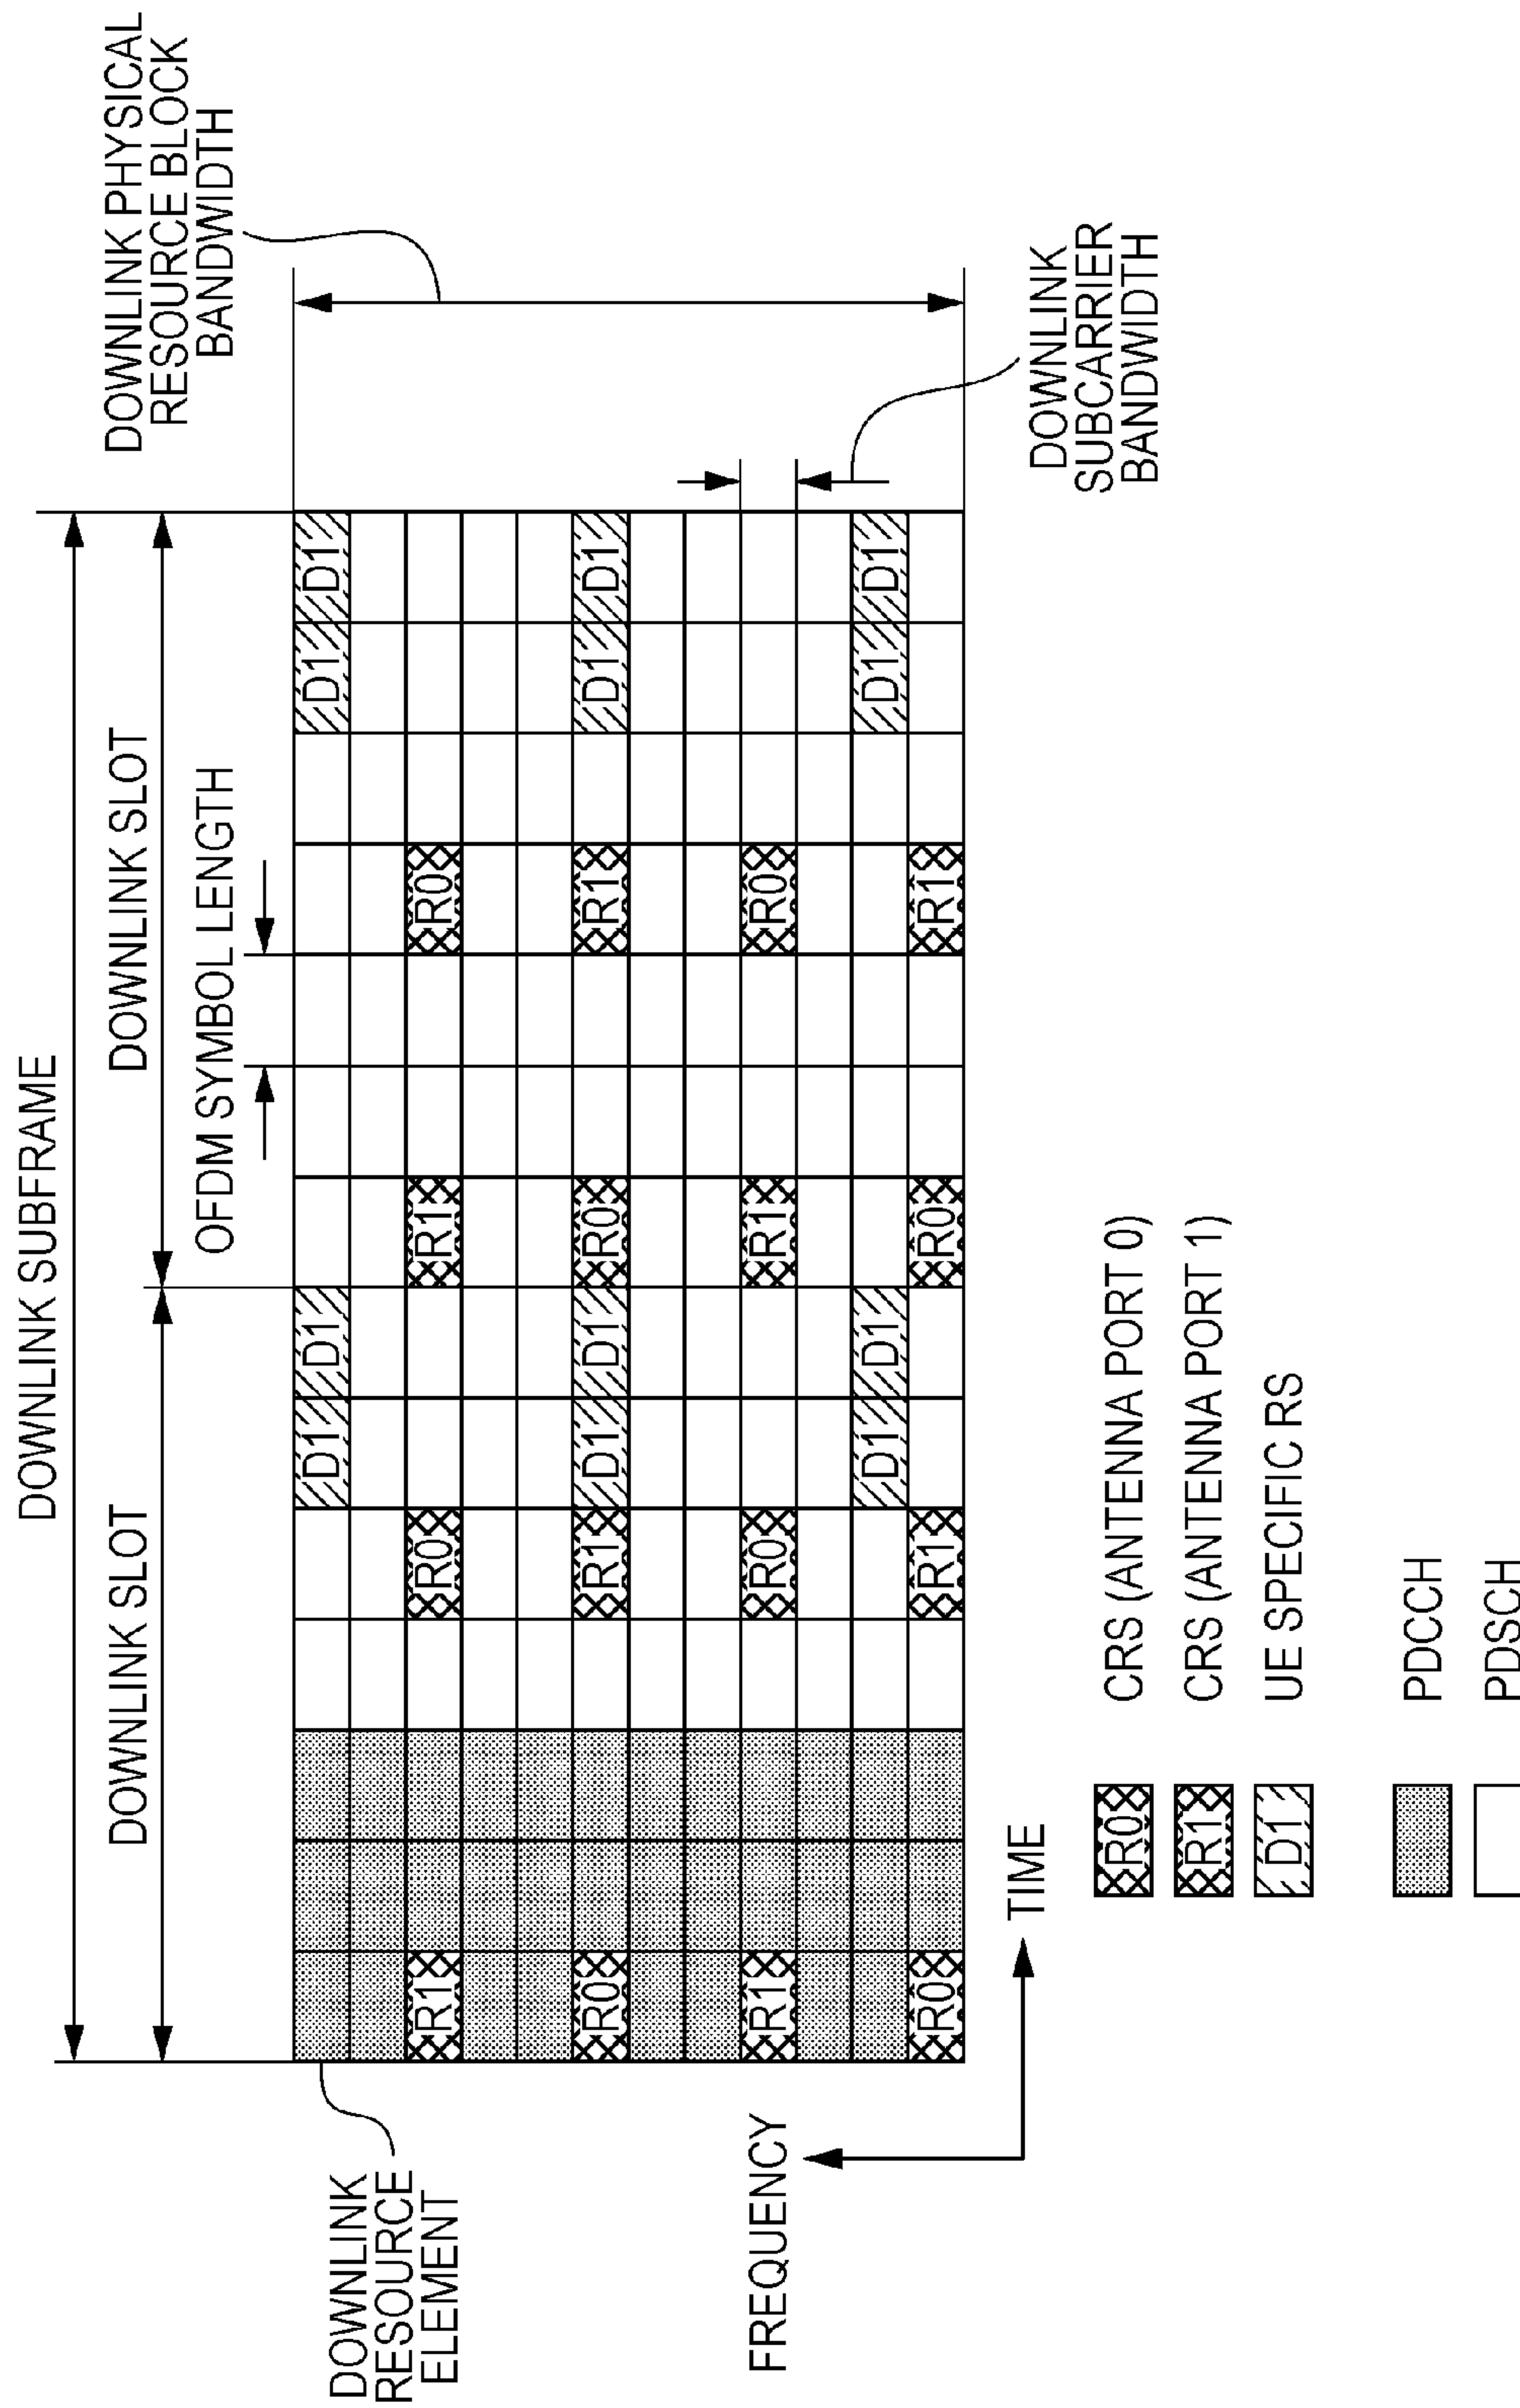 DOWNLINK SUBFRAME
DOWNLINK SLOT
DOWNLINK SLOT
OFDM SYMBOL LENGTH
DOWNLINK PHYSICAL
RESOURCE BLOCK
BANDWIDTH
DOWNLINK
RESOURCE
ELEMENT
D1 D1 D1 D1
R1 R0 R1 R0
R0 R1 D1 D1 R0 R1 D1 D1
R1 R0 R1 R0
D1 D1 D1 D1
R0 R1 R0 R1
FREQUENCY
TIME
DOWNLINK
SUBCARRIER
BANDWIDTH
R0 CRS (ANTENNA PORT 0)
R1 CRS (ANTENNA PORT 1)
D1 UE SPECIFIC RS
PDCCH
PDSCH